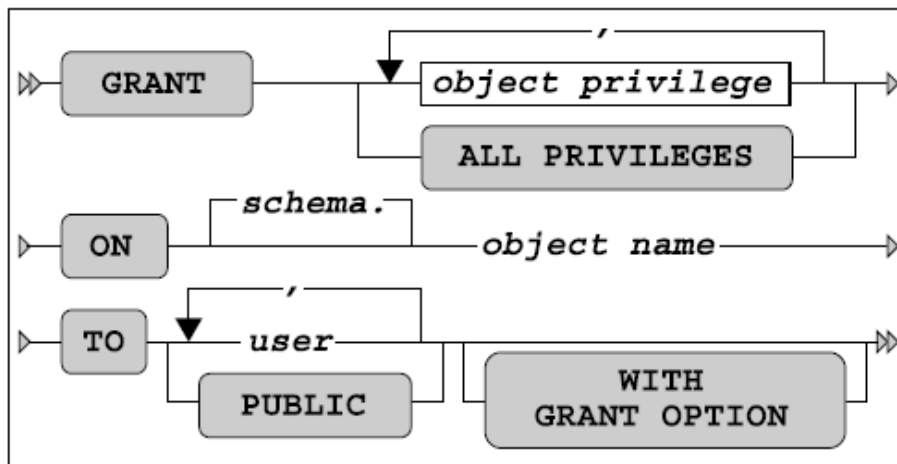 ,
GRANT object privilege
ALL PRIVILEGES
schema.
ON object name
,
TO user
PUBLIC WITH
GRANT OPTION